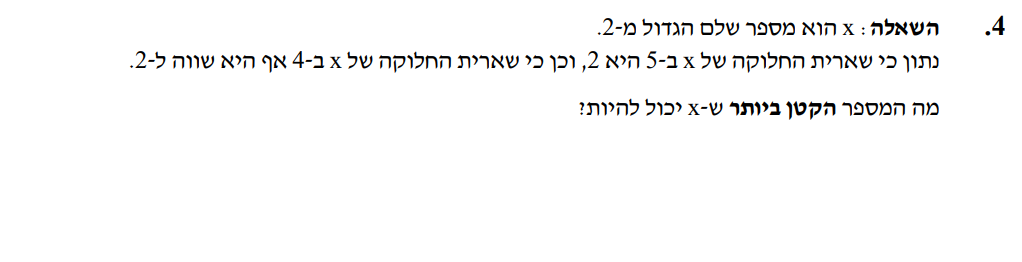 4. השאלה: x הוא מספר שלם הגדול מ-2.
נתון כי שארית החלוקה של x ב-5 היא 2, וכן כי שארית החלוקה של x ב-4 אף היא שווה ל-2.
מה המספר הקטן ביותר ש-x יכול להיות?